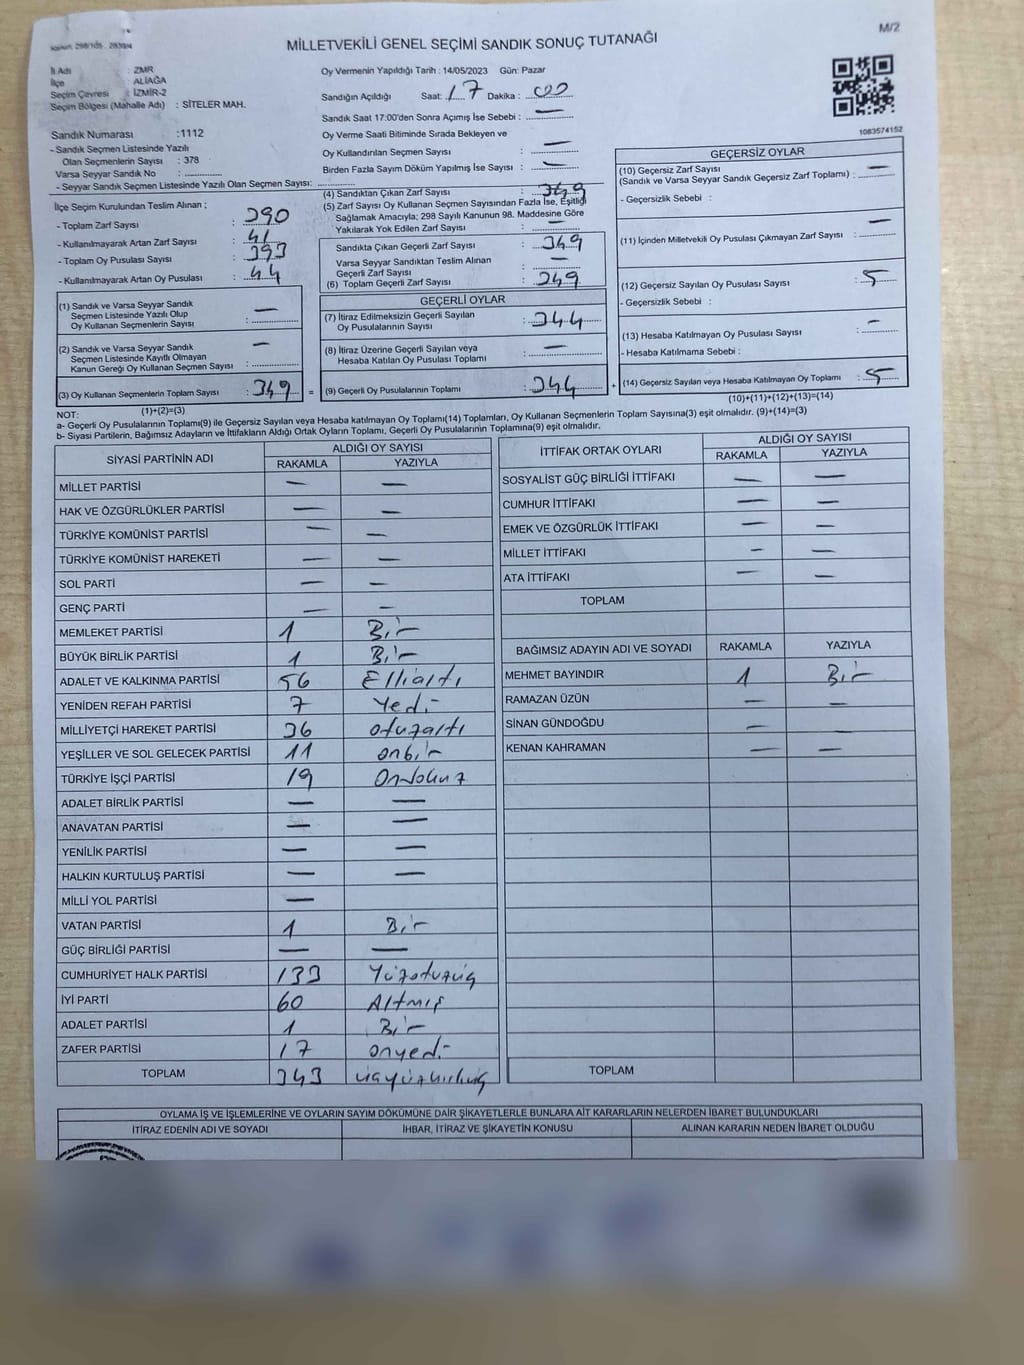 Kanun: 298/105 . 2839/4
M/2
MİLLETVEKİLİ GENEL SEÇİMİ SANDIK SONUÇ TUTANAĞI
İl Adı : İZMİR
İlçe : ALİAĞA
Seçim Çevresi : İZMİR-2
Seçim Bölgesi (Mahalle Adı) : SİTELER MAH.
Sandık Numarası :1112
- Sandık Seçmen Listesinde Yazılı
Olan Seçmenlerin Sayısı : 378
Varsa Seyyar Sandık No :
- Seyyar Sandık Seçmen Listesinde Yazılı Olan Seçmen Sayısı:
Oy Vermenin Yapıldığı Tarih : 14/05/2023 Gün: Pazar
Sandığın Açıldığı Saat: 17 Dakika : 00
Sandık Saat 17:00'den Sonra Açımış İse Sebebi : —
Oy Verme Saati Bitiminde Sırada Bekleyen ve
Oy Kullandırılan Seçmen Sayısı : —
Birden Fazla Sayım Döküm Yapılmış İse Sayısı : —
1083574152
İlçe Seçim Kurulundan Teslim Alınan ;
- Toplam Zarf Sayısı : 390
- Kullanılmayarak Artan Zarf Sayısı : 41
- Toplam Oy Pusulası Sayısı : 393
- Kullanılmayarak Artan Oy Pusulası : 44
(1) Sandık ve Varsa Seyyar Sandık
Seçmen Listesinde Yazılı Olup
Oy Kullanan Seçmenlerin Sayısı : —
(2) Sandık ve Varsa Seyyar Sandık
Seçmen Listesinde Kayıtlı Olmayan
Kanun Gereği Oy Kullanan Seçmen Sayısı : —
(3) Oy Kullanan Seçmenlerin Toplam Sayısı : 349 =
(1)+(2)=(3)
(4) Sandıktan Çıkan Zarf Sayısı : 349
(5) Zarf Sayısı Oy Kullanan Seçmen Sayısından Fazla İse, Eşitliği
Sağlamak Amacıyla; 298 Sayılı Kanunun 98. Maddesine Göre
Yakılarak Yok Edilen Zarf Sayısı : —
Sandıkta Çıkan Geçerli Zarf Sayısı : 349
Varsa Seyyar Sandıktan Teslim Alınan
Geçerli Zarf Sayısı : —
(6) Toplam Geçerli Zarf Sayısı : 349
GEÇERLİ OYLAR
(7) İtiraz Edilmeksizin Geçerli Sayılan
Oy Pusulalarının Sayısı : 344
(8) İtiraz Üzerine Geçerli Sayılan veya
Hesaba Katılan Oy Pusulası Toplamı : —
(9) Geçerli Oy Pusulalarının Toplamı : 344 +
GEÇERSİZ OYLAR
(10) Geçersiz Zarf Sayısı
(Sandık ve Varsa Seyyar Sandık Geçersiz Zarf Toplamı) : —
- Geçersizlik Sebebi :
(11) İçinden Milletvekili Oy Pusulası Çıkmayan Zarf Sayısı : —
(12) Geçersiz Sayılan Oy Pusulası Sayısı : 5
- Geçersizlik Sebebi :
(13) Hesaba Katılmayan Oy Pusulası Sayısı : —
- Hesaba Katılmama Sebebi :
(14) Geçersiz Sayılan veya Hesaba Katılmayan Oy Toplamı : 5
(10)+(11)+(12)+(13)=(14)
NOT:
a- Geçerli Oy Pusulalarının Toplamı(9) ile Geçersiz Sayılan veya Hesaba katılmayan Oy Toplamı(14) Toplamları, Oy Kullanan Seçmenlerin Toplam Sayısına(3) eşit olmalıdır. (9)+(14)=(3)
b- Siyasi Partilerin, Bağımsız Adayların ve İttifakların Aldığı Ortak Oyların Toplamı, Geçerli Oy Pusulalarının Toplamına(9) eşit olmalıdır.
SİYASİ PARTİNİN ADI ALDIĞI OY SAYISI
RAKAMLA YAZIYLA
MİLLET PARTİSİ — —
HAK VE ÖZGÜRLÜKLER PARTİSİ — —
TÜRKİYE KOMÜNİST PARTİSİ — —
TÜRKİYE KOMÜNİST HAREKETİ — —
SOL PARTİ — —
GENÇ PARTİ — —
MEMLEKET PARTİSİ 1 Bir
BÜYÜK BİRLİK PARTİSİ 1 Bir
ADALET VE KALKINMA PARTİSİ 56 Ellialtı
YENİDEN REFAH PARTİSİ 7 Yedi
MİLLİYETÇİ HAREKET PARTİSİ 36 otuzaltı
YEŞİLLER VE SOL GELECEK PARTİSİ 11 onbir
TÜRKİYE İŞÇİ PARTİSİ 19 Ondokuz
ADALET BİRLİK PARTİSİ — —
ANAVATAN PARTİSİ — —
YENİLİK PARTİSİ — —
HALKIN KURTULUŞ PARTİSİ — —
MİLLİ YOL PARTİSİ —
VATAN PARTİSİ 1 Bir
GÜÇ BİRLİĞİ PARTİSİ — —
CUMHURİYET HALK PARTİSİ 133 Yüzotuzüç
İYİ PARTİ 60 Altmış
ADALET PARTİSİ 1 Bir
ZAFER PARTİSİ 17 onyedi
TOPLAM 343 üçyüzkırküç
İTTİFAK ORTAK OYLARI ALDIĞI OY SAYISI
RAKAMLA YAZIYLA
SOSYALİST GÜÇ BİRLİĞİ İTTİFAKI — —
CUMHUR İTTİFAKI — —
EMEK VE ÖZGÜRLÜK İTTİFAKI — —
MİLLET İTTİFAKI — —
ATA İTTİFAKI — —
TOPLAM
BAĞIMSIZ ADAYIN ADI VE SOYADI RAKAMLA YAZIYLA
MEHMET BAYINDIR 1 Bir
RAMAZAN ÜZÜN — —
SİNAN GÜNDOĞDU — —
KENAN KAHRAMAN — —
TOPLAM
OYLAMA İŞ VE İŞLEMLERİNE VE OYLARIN SAYIM DÖKÜMÜNE DAİR ŞİKAYETLERLE BUNLARA AİT KARARLARIN NELERDEN İBARET BULUNDUKLARI
İTİRAZ EDENİN ADI VE SOYADI İHBAR, İTİRAZ VE ŞİKAYETİN KONUSU ALINAN KARARIN NEDEN İBARET OLDUĞU